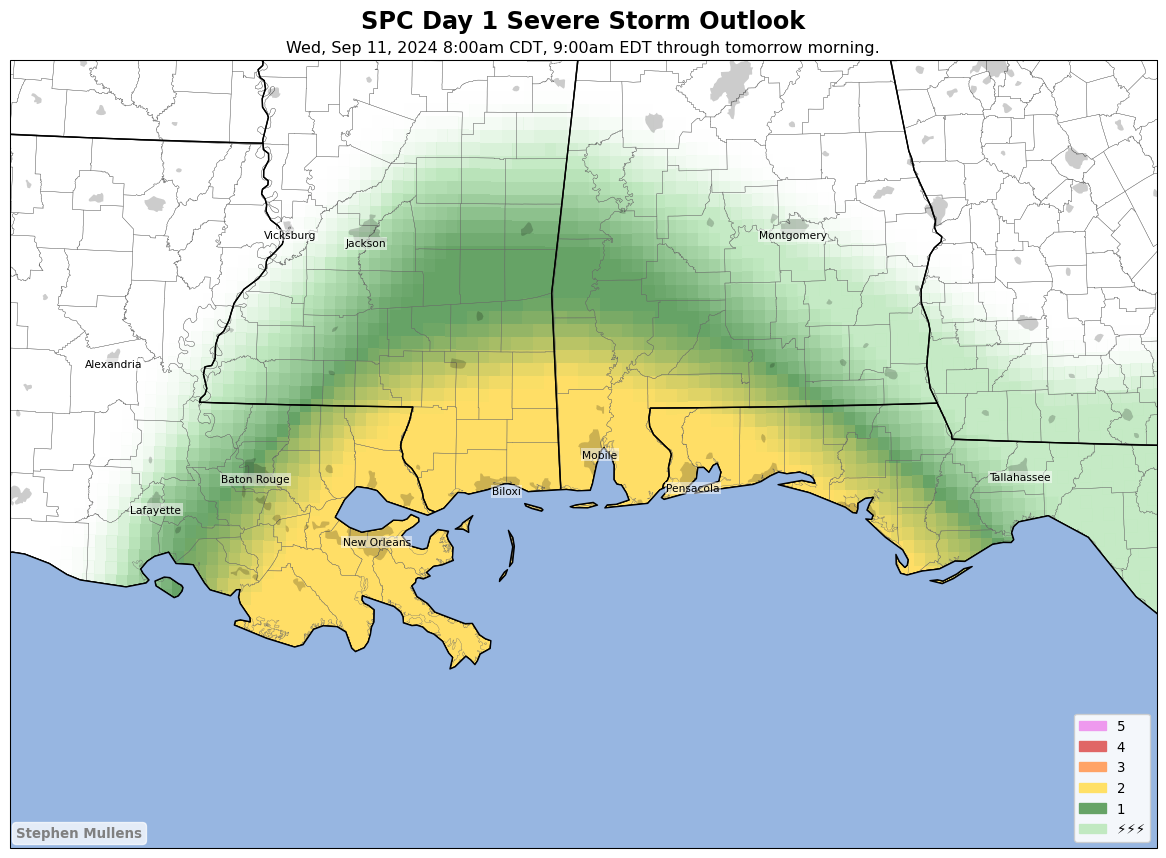 SPC Day 1 Severe Storm Outlook
Wed, Sep 11, 2024 8:00am CDT, 9:00am EDT through tomorrow morning.
Vicksburg
Jackson
Montgomery
Alexandria
Mobile
Baton Rouge
Tallahassee
Biloxi
Pensacola
Lafayette
New Orleans
5
4
3
2
1
⚡⚡⚡
Stephen Mullens